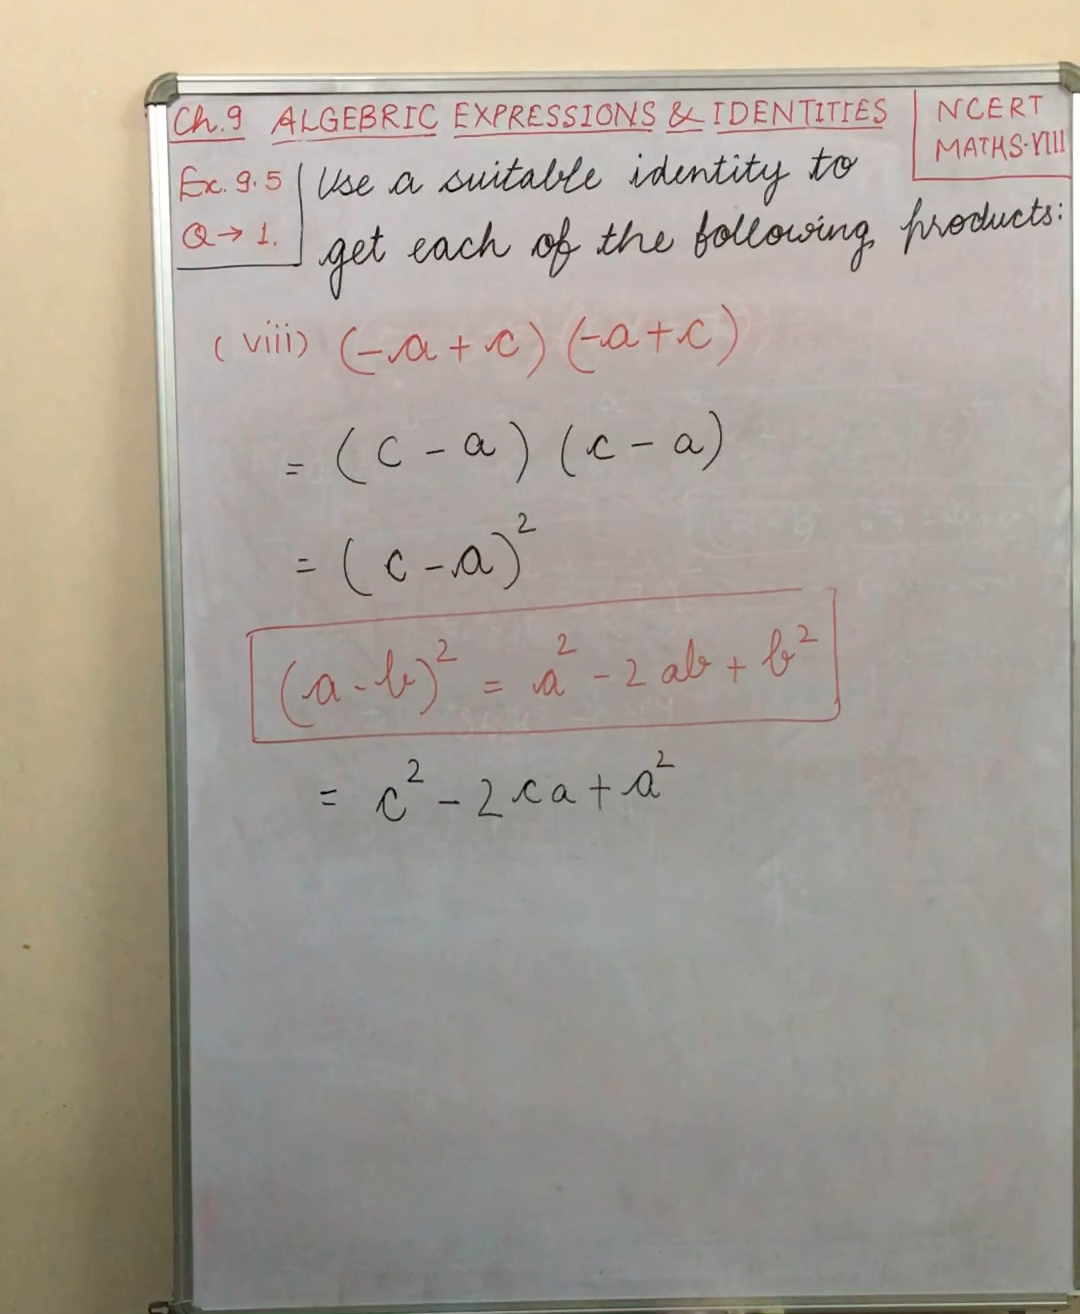 Ch.9 ALGEBRIC EXPRESSIONS & IDENTITIES
NCERT
MATHS-VIII
Ex. 9.5
Q → 1.
Use a suitable identity to
get each of the following products:
(viii) (-a + c) (-a + c)
= (c - a) (c - a)
= (c - a)²
(a - b)² = a² - 2ab + b²
= c² - 2ca + a²